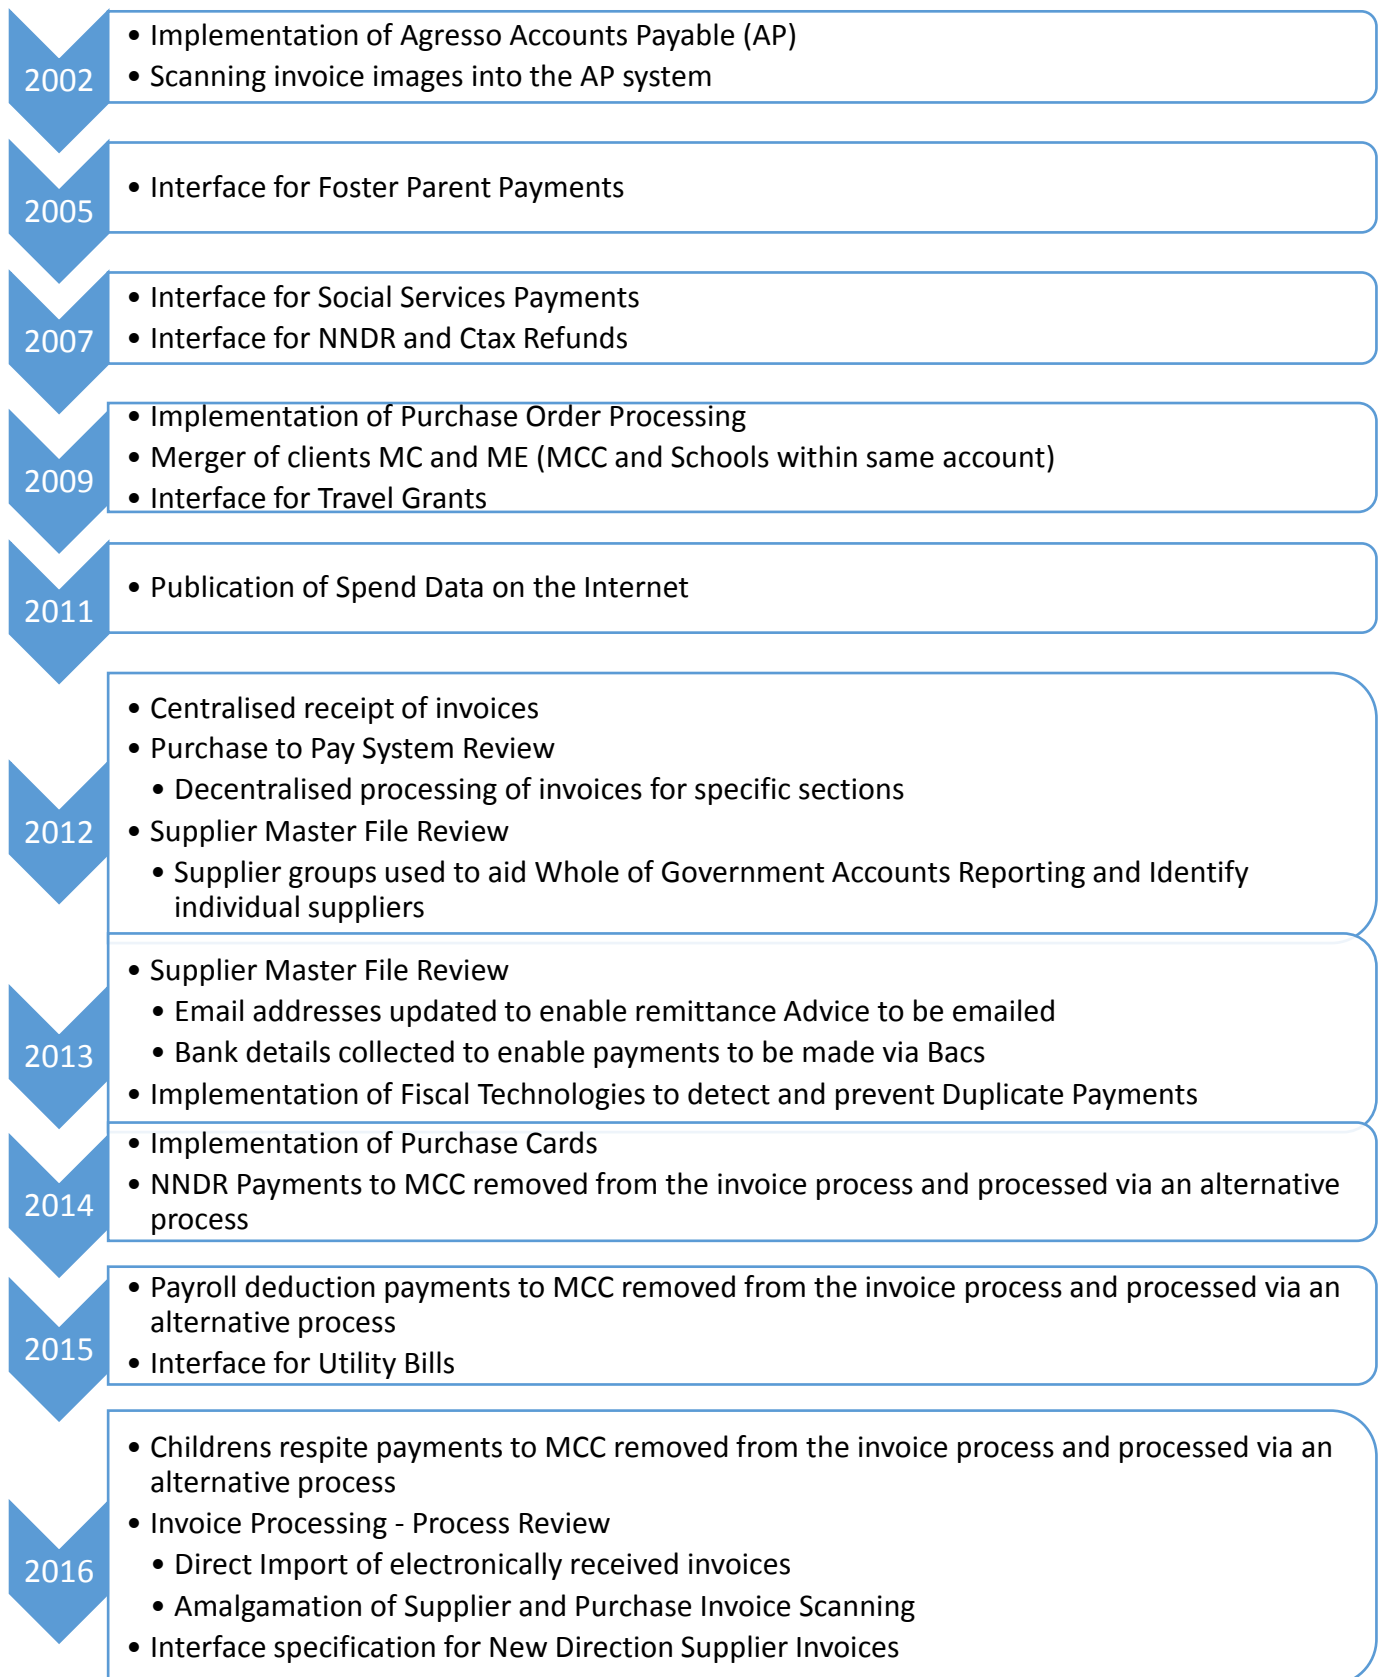 2002
• Implementation of Agresso Accounts Payable (AP)
• Scanning invoice images into the AP system
2005
• Interface for Foster Parent Payments
2007
• Interface for Social Services Payments
• Interface for NNDR and Ctax Refunds
2009
• Implementation of Purchase Order Processing
• Merger of clients MC and ME (MCC and Schools within same account)
• Interface for Travel Grants
2011
• Publication of Spend Data on the Internet
2012
• Centralised receipt of invoices
• Purchase to Pay System Review
• Decentralised processing of invoices for specific sections
• Supplier Master File Review
• Supplier groups used to aid Whole of Government Accounts Reporting and Identify
individual suppliers
2013
• Supplier Master File Review
• Email addresses updated to enable remittance Advice to be emailed
• Bank details collected to enable payments to be made via Bacs
• Implementation of Fiscal Technologies to detect and prevent Duplicate Payments
2014
• Implementation of Purchase Cards
• NNDR Payments to MCC removed from the invoice process and processed via an alternative
process
2015
• Payroll deduction payments to MCC removed from the invoice process and processed via an
alternative process
• Interface for Utility Bills
2016
• Childrens respite payments to MCC removed from the invoice process and processed via an
alternative process
• Invoice Processing - Process Review
• Direct Import of electronically received invoices
• Amalgamation of Supplier and Purchase Invoice Scanning
• Interface specification for New Direction Supplier Invoices